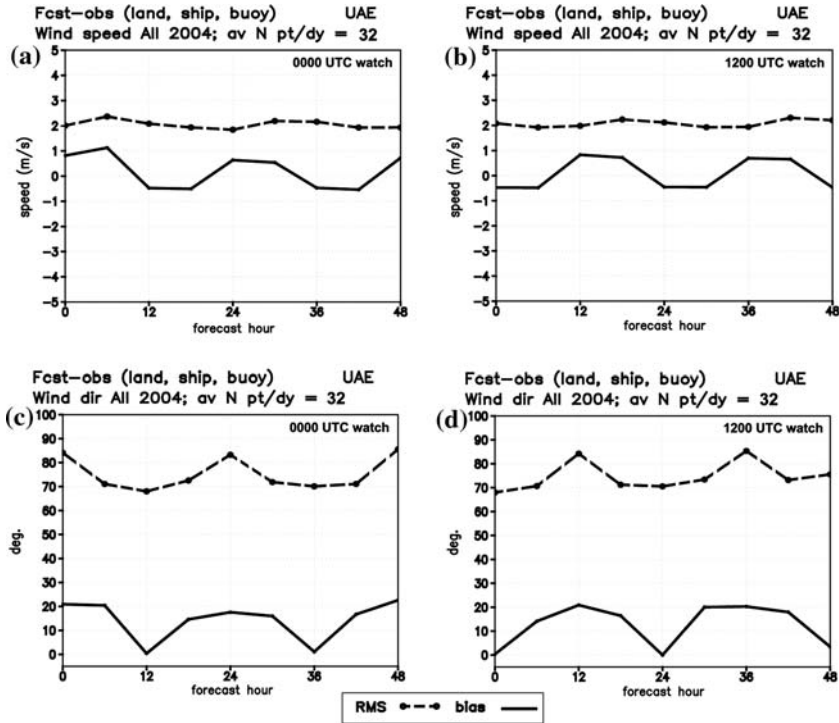 Fcst-obs (land, ship, buoy) UAE
Wind speed All 2004; av N pt/dy = 32
(a)
0000 UTC watch
5
4
3
2
1
0
-1
-2
-3
-4
-5
speed (m/s)
0 12 24 36 48
forecast hour
Fcst-obs (land, ship, buoy) UAE
Wind speed All 2004; av N pt/dy = 32
(b)
1200 UTC watch
5
4
3
2
1
0
-1
-2
-3
-4
-5
speed (m/s)
0 12 24 36 48
forecast hour
Fcst-obs (land, ship, buoy) UAE
Wind dir All 2004; av N pt/dy = 32
(c)
0000 UTC watch
100
90
80
70
60
50
40
30
20
10
0
deg.
0 12 24 36 48
forecast hour
Fcst-obs (land, ship, buoy) UAE
Wind dir All 2004; av N pt/dy = 32
(d)
1200 UTC watch
100
90
80
70
60
50
40
30
20
10
0
deg.
0 12 24 36 48
forecast hour
RMS bias